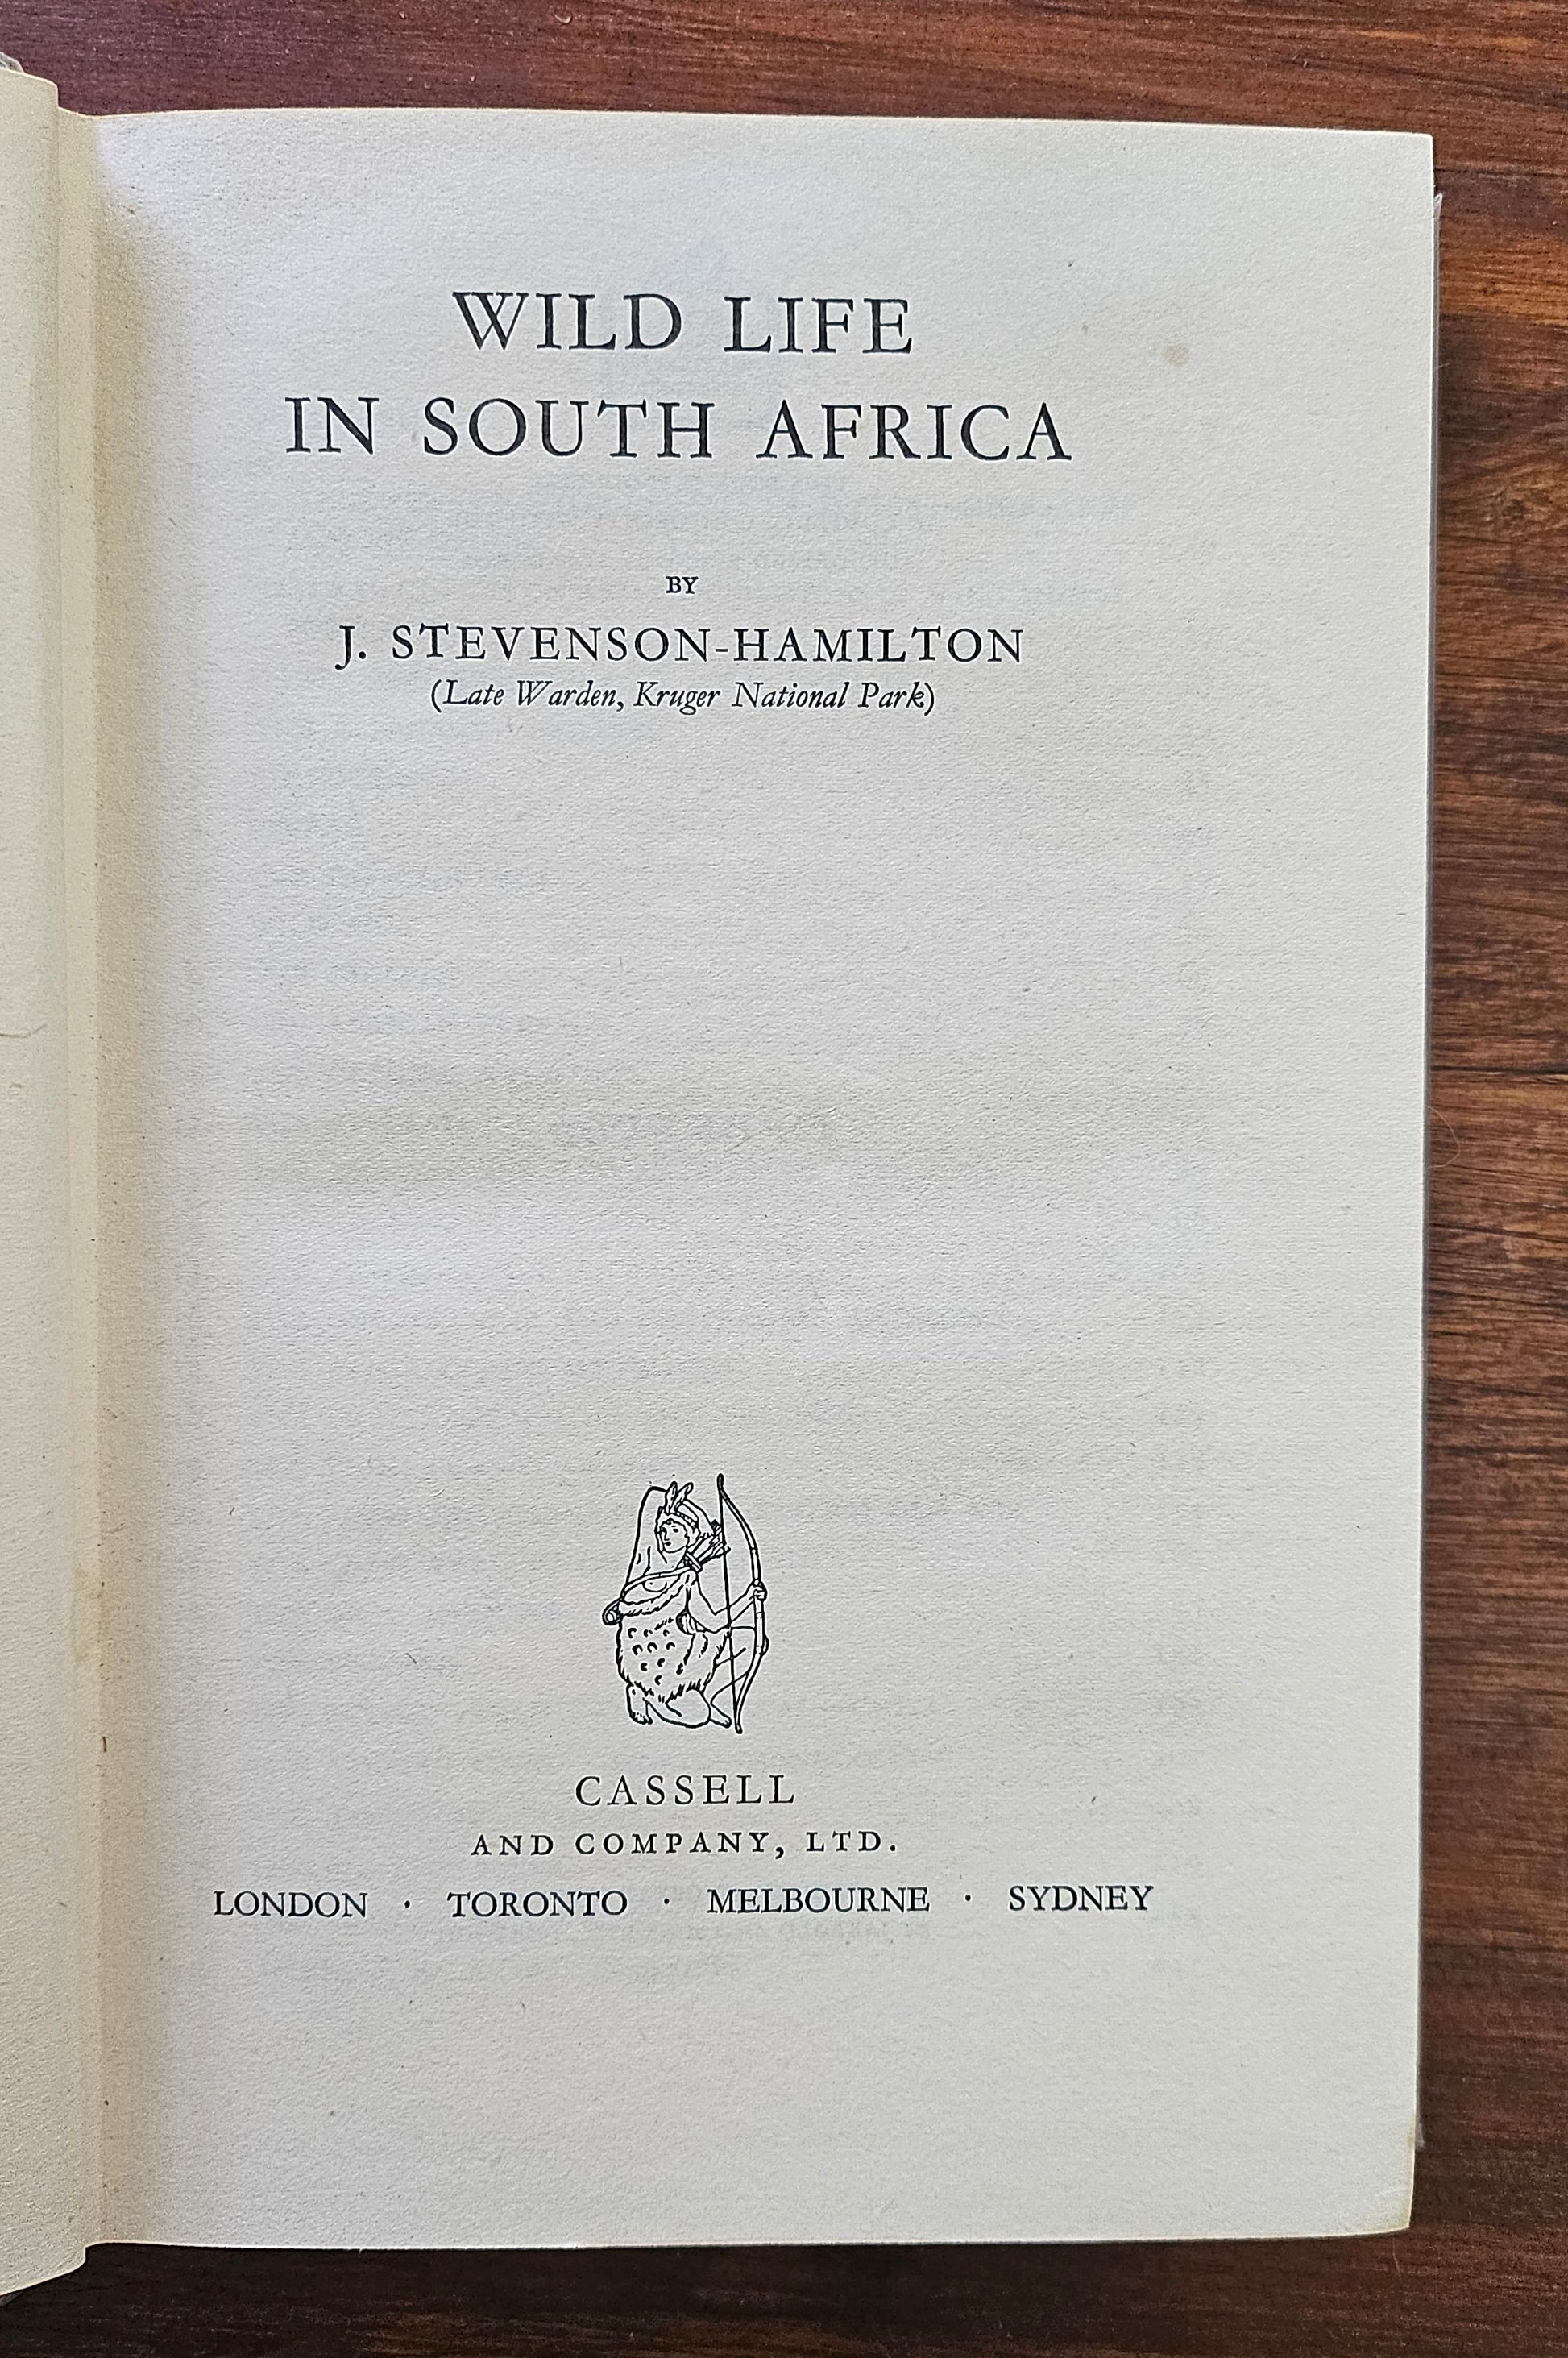 WILD LIFE
IN SOUTH AFRICA
BY
J. STEVENSON-HAMILTON
(Late Warden, Kruger National Park)
CASSELL
AND COMPANY, LTD.
LONDON · TORONTO · MELBOURNE · SYDNEY